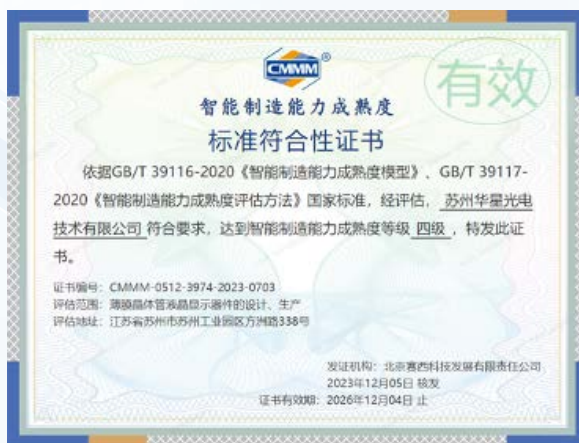 CMMM®
有效
智能制造能力成熟度
标准符合性证书
依据GB/T 39116-2020《智能制造能力成熟度模型》、GB/T 39117-
2020《智能制造能力成熟度评估方法》国家标准，经评估，苏州华星光电
技术有限公司 符合要求，达到智能制造能力成熟度等级 四级 ，特发此证
书。
证书编号：CMMM-0512-3974-2023-0703
评估范围：薄膜晶体管液晶显示器件的设计、生产
评估地址：江苏省苏州市苏州工业园区方洲路338号
发证机构：北京赛西科技发展有限责任公司
2023年12月05日 核发
证书有效期：2026年12月04日 止